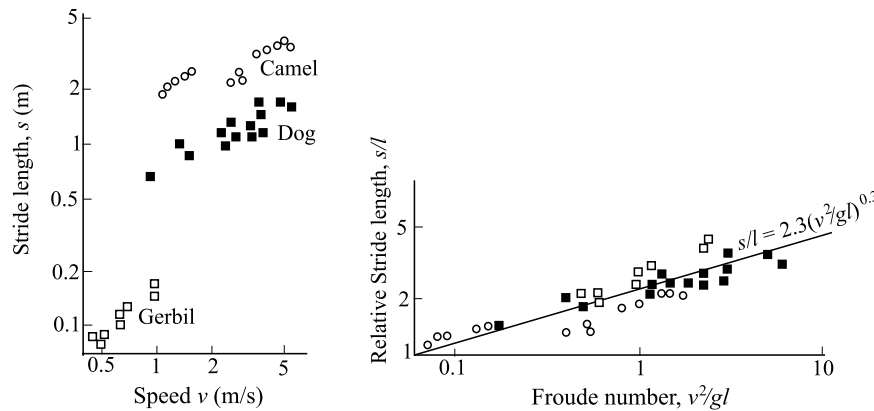 5
2
1
0.5
0.2
0.1
Stride length, s (m)
Camel
Dog
Gerbil
0.5
1
2
5
Speed v (m/s)
5
2
1
Relative Stride length, s/l
s/l = 2.3(v²/gl)^0.3
0.1
1
10
Froude number, v²/gl